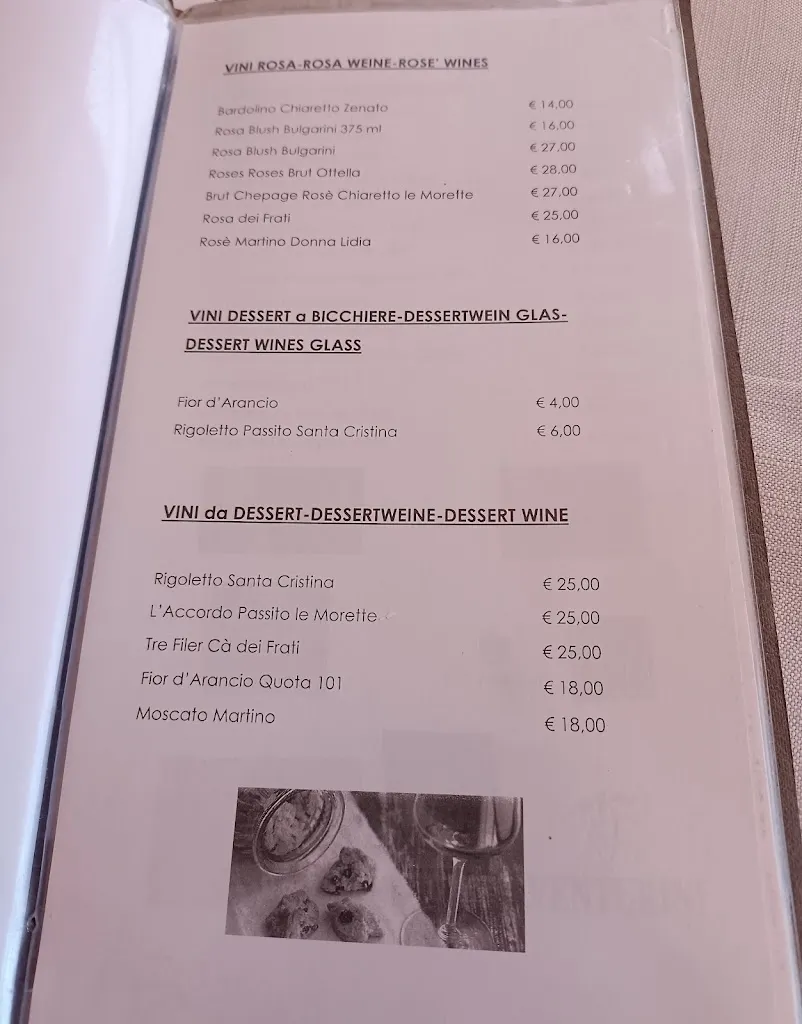 VINI ROSA-ROSA WEINE-ROSE' WINES
Bardolino Chiaretto Zenato € 14,00
Rosa Blush Bulgarini 375 ml € 16,00
Rosa Blush Bulgarini € 27,00
Roses Roses Brut Ottella € 28,00
Brut Chepage Rosè Chiaretto le Morette € 27,00
Rosa dei Frati € 25,00
Rosè Martino Donna Lidia € 16,00
VINI DESSERT a BICCHIERE-DESSERTWEIN GLAS-
DESSERT WINES GLASS
Fior d'Arancio € 4,00
Rigoletto Passito Santa Cristina € 6,00
VINI da DESSERT-DESSERTWEINE-DESSERT WINE
Rigoletto Santa Cristina € 25,00
L'Accordo Passito le Morette € 25,00
Tre Filer Cà dei Frati € 25,00
Fior d'Arancio Quota 101 € 18,00
Moscato Martino € 18,00